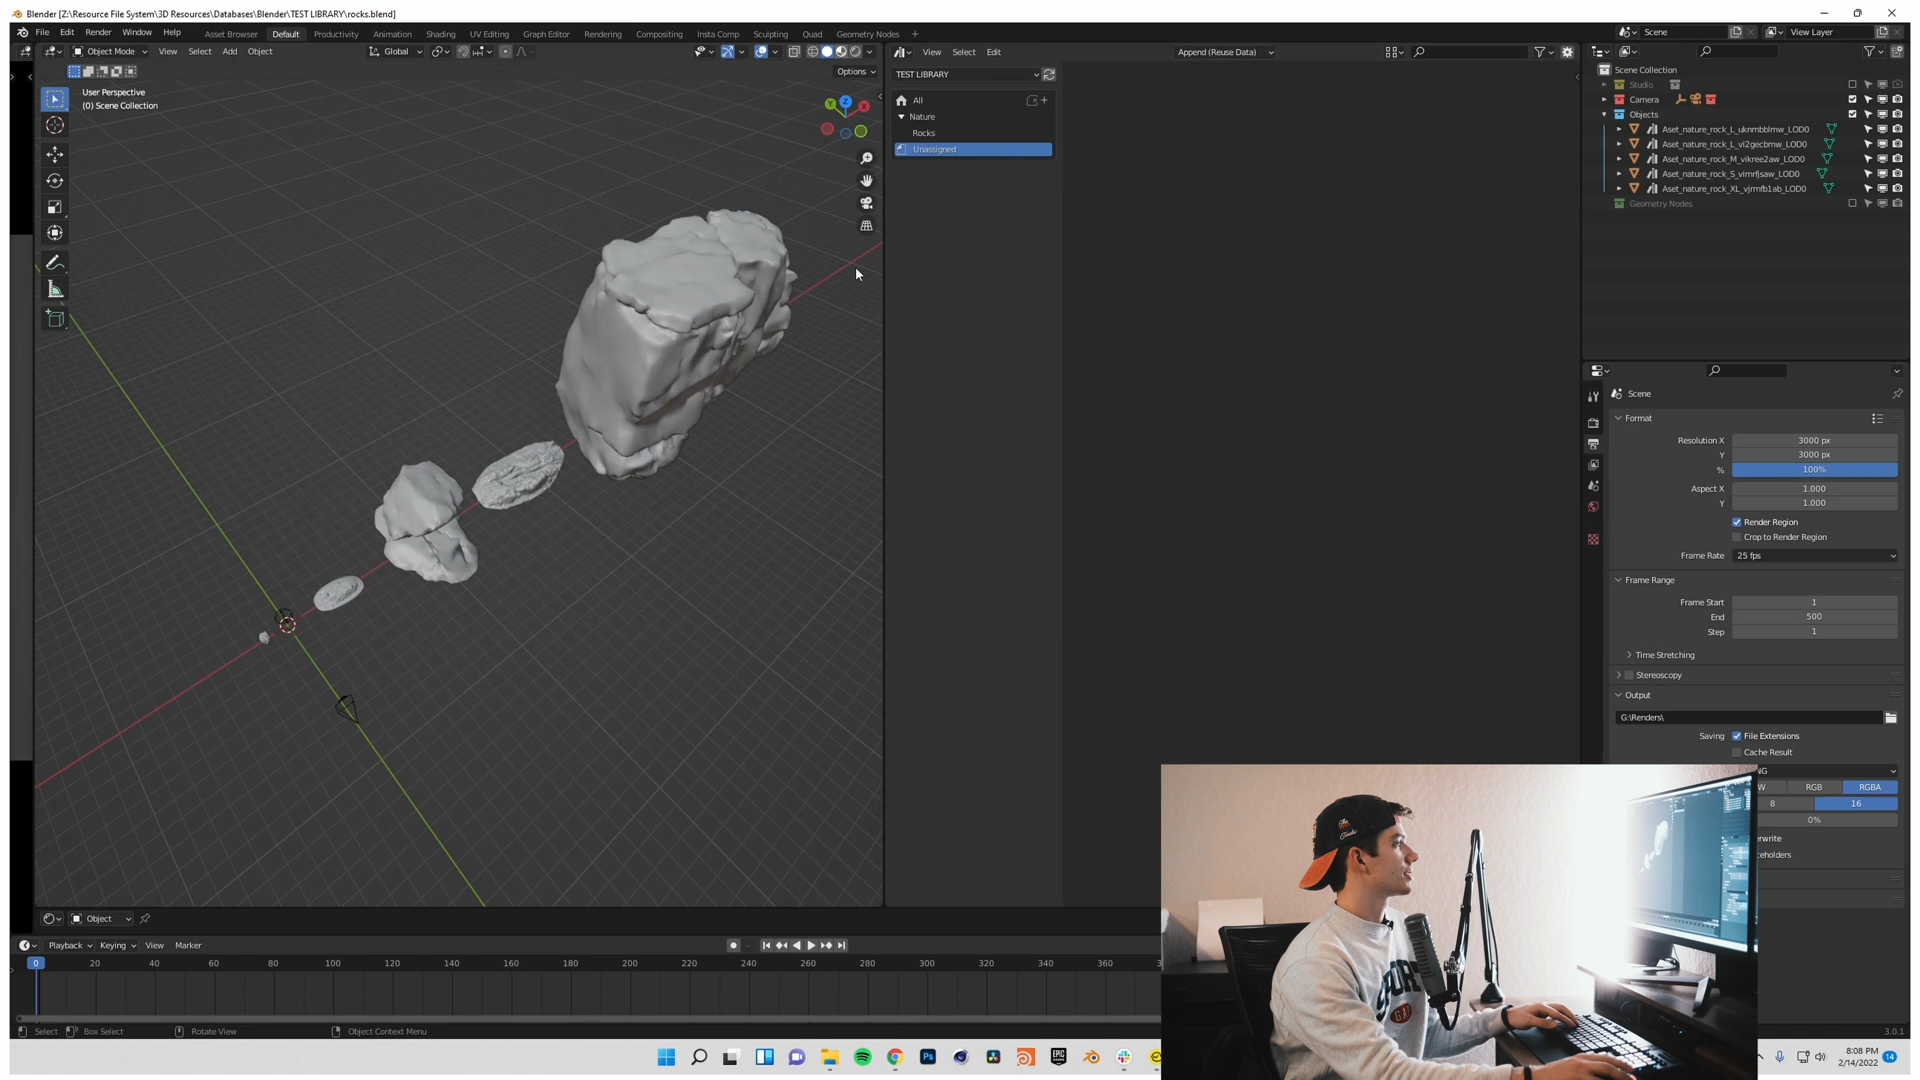 Blender [Z:\Resource File System\3D Resources\Databases\Blender\TEST LIBRARY\rocks.blend]
File Edit Render Window Help Asset Browser Default Productivity Animation Shading UV Editing Graph Editor Rendering Compositing Insta Comp Sculpting Quad Geometry Nodes + Scene View Layer
Object Mode View Select Add Object Global View Select Edit Append (Reuse Data)
Options
TEST LIBRARY
User Perspective
(0) Scene Collection
All
Nature
Rocks
Unassigned
Scene Collection
Studio
Camera
Objects
Aset_nature_rock_L_uknmbblmw_LOD0
Aset_nature_rock_L_vi2gecbmw_LOD0
Aset_nature_rock_M_vikree2aw_LOD0
Aset_nature_rock_S_vimrfjsaw_LOD0
Aset_nature_rock_XL_vjrmfb1ab_LOD0
Geometry Nodes
Scene
Format
Resolution X 3000 px
Y 3000 px
% 100%
Aspect X 1.000
Y 1.000
Render Region
Crop to Render Region
Frame Rate 25 fps
Frame Range
Frame Start 1
End 500
Step 1
Time Stretching
Stereoscopy
Output
G:\Renders\
Saving File Extensions
Cache Result
NG
W RGB RGBA
8 16
0%
erwrite
ceholders
Object
Playback Keying View Marker
0 20 40 60 80 100 120 140 160 180 200 220 240 260 280 300 320 340 360
Select Box Select Rotate View Object Context Menu
3.0.1
Ps
EPIC
8:08 PM
2/14/2022
14